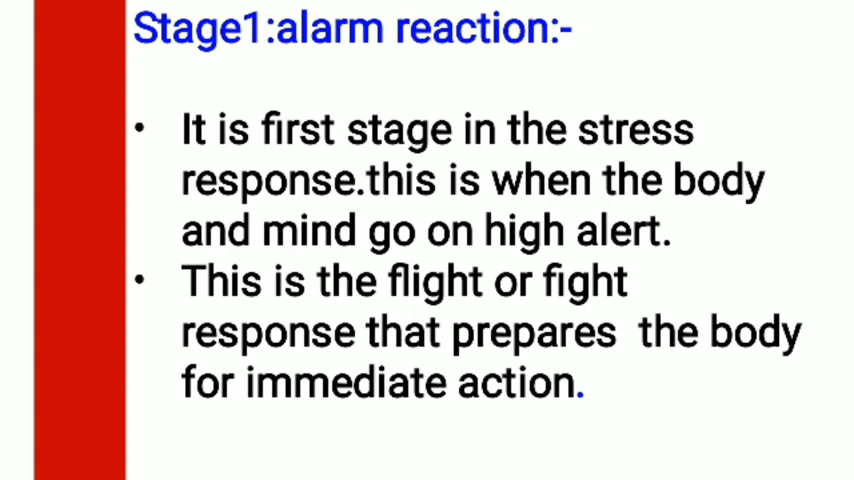 Stage1:alarm reaction:-
• It is first stage in the stress
response.this is when the body
and mind go on high alert.
• This is the flight or fight
response that prepares the body
for immediate action.